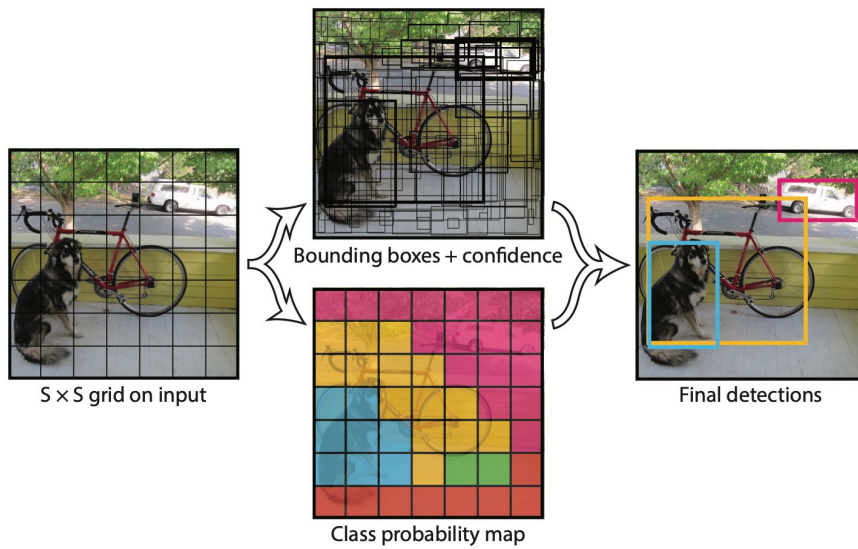 Bounding boxes + confidence
S × S grid on input
Final detections
Class probability map